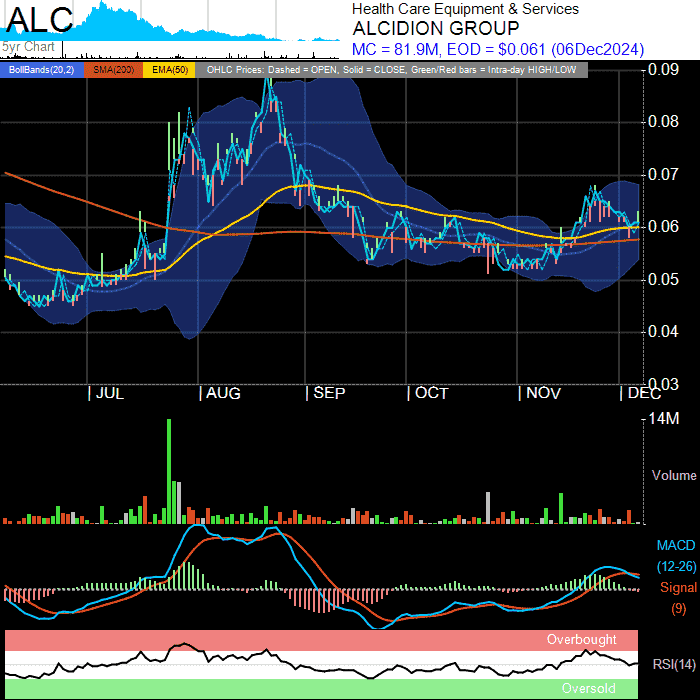 ALC
5yr Chart
Health Care Equipment & Services
ALCIDION GROUP
MC = 81.9M, EOD = $0.061 (06Dec2024)
BollBands(20,2) SMA(200) EMA(50) OHLC Prices: Dashed = OPEN, Solid = CLOSE, Green/Red bars = Intra-day HIGH/LOW
0.09
0.08
0.07
0.06
0.05
0.04
0.03
JUL AUG SEP OCT NOV DEC
14M
Volume
MACD
(12-26)
Signal
(9)
Overbought
RSI(14)
Oversold